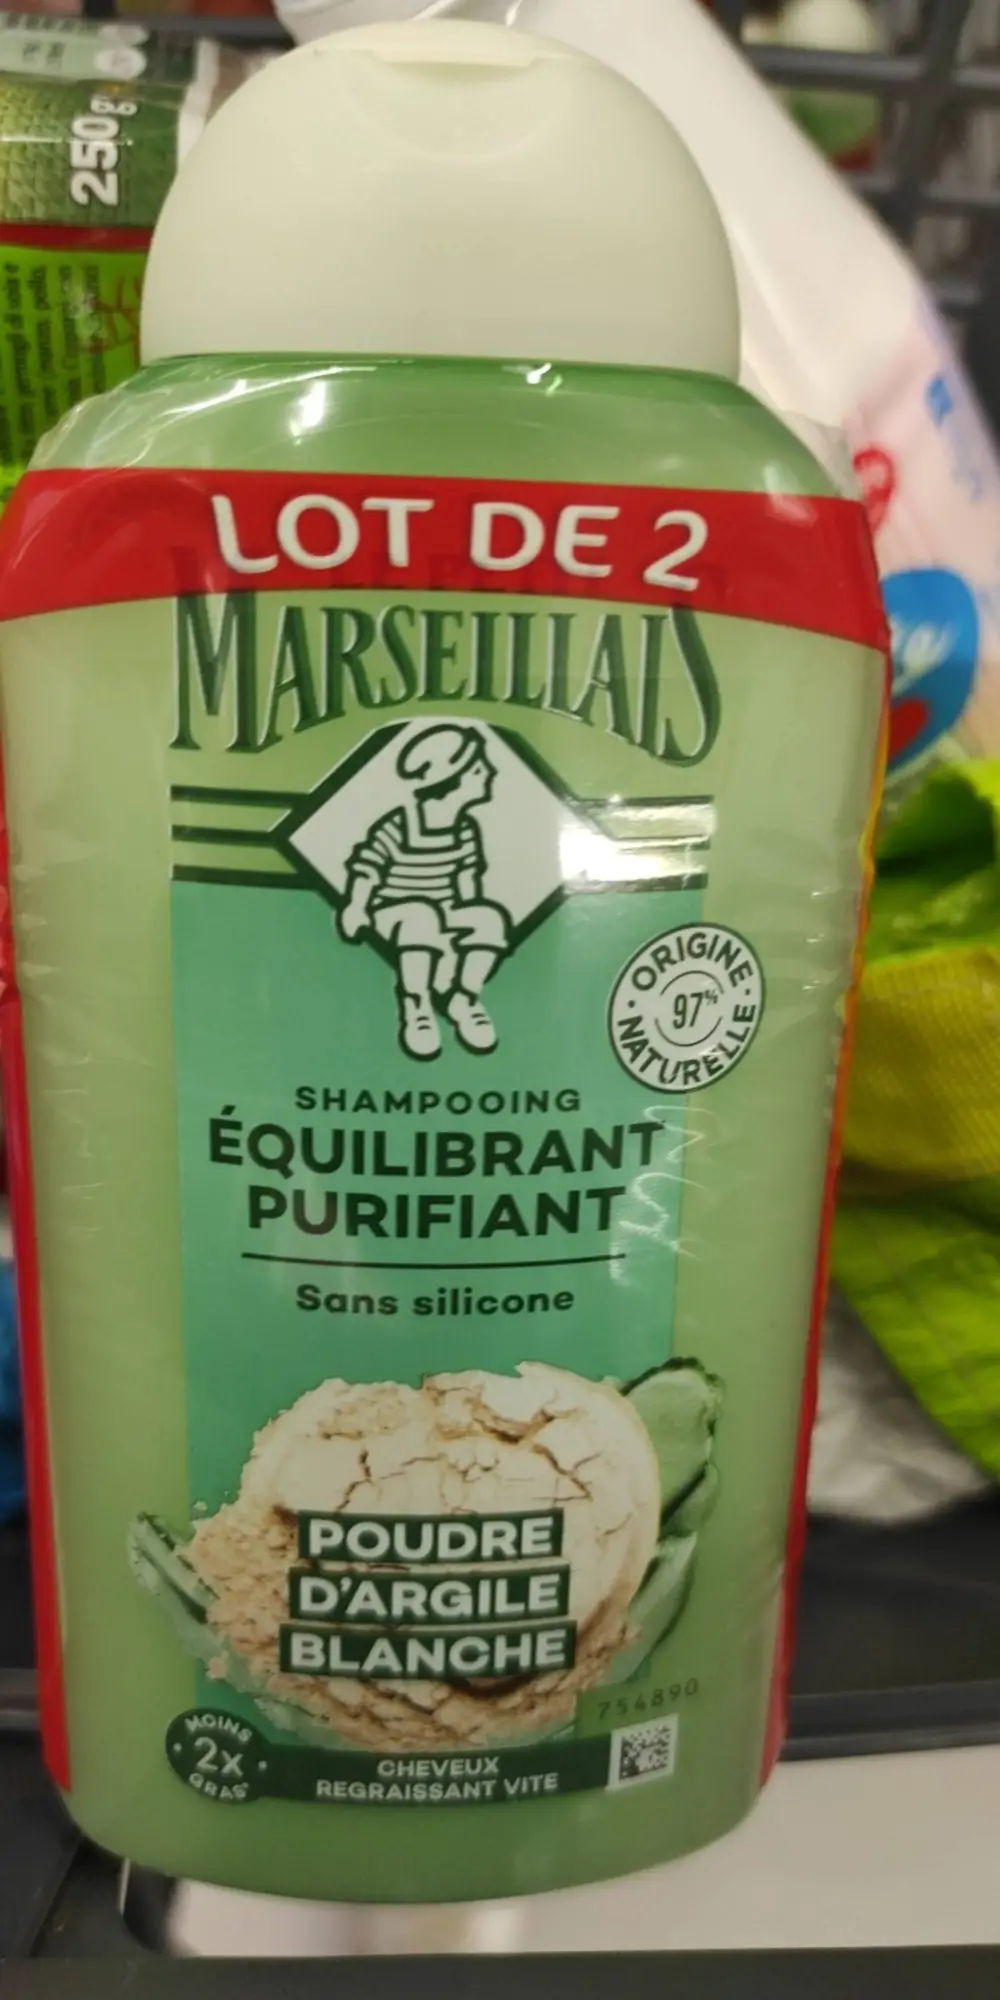 250g
LOT DE 2
MARSEILLAIS
ORIGINE
97%
NATURELLE
SHAMPOOING
ÉQUILIBRANT
PURIFIANT
Sans silicone
POUDRE
D'ARGILE
BLANCHE
754890
MOINS
2X
GRAS*
CHEVEUX
REGRAISSANT VITE